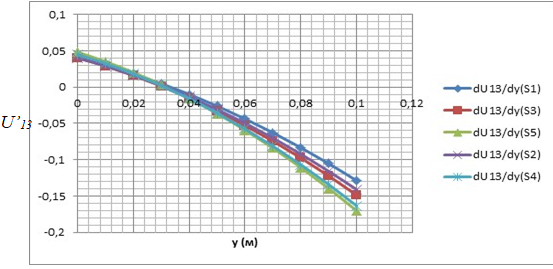 0,1
0,05
0
-0,05
-0,1
-0,15
-0,2
0 0,02 0,04 0,06 0,08 0,1 0,12
U'13
y (м)
dU13/dy(S1)
dU13/dy(S3)
dU13/dy(S5)
dU13/dy(S2)
dU13/dy(S4)